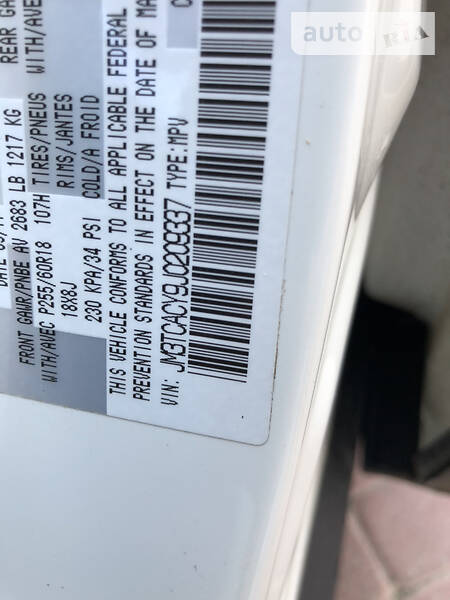 auto RIA
DATE
FRONT GAWR/PNBE AV 2683 LB 1217 KG
WITH/AVEC P255/60R18 107H
18X8J
230 KPA/34 PSI
REAR GA
WITH/AVE
TIRES/PNEUS
RIMS/JANTES
COLD/A FROID
THIS VEHICLE CONFORMS TO ALL APPLICABLE FEDERAL
PREVENTION STANDARDS IN EFFECT ON THE DATE OF MA
VIN: JM3TCACY9J0209337 TYPE:MPV